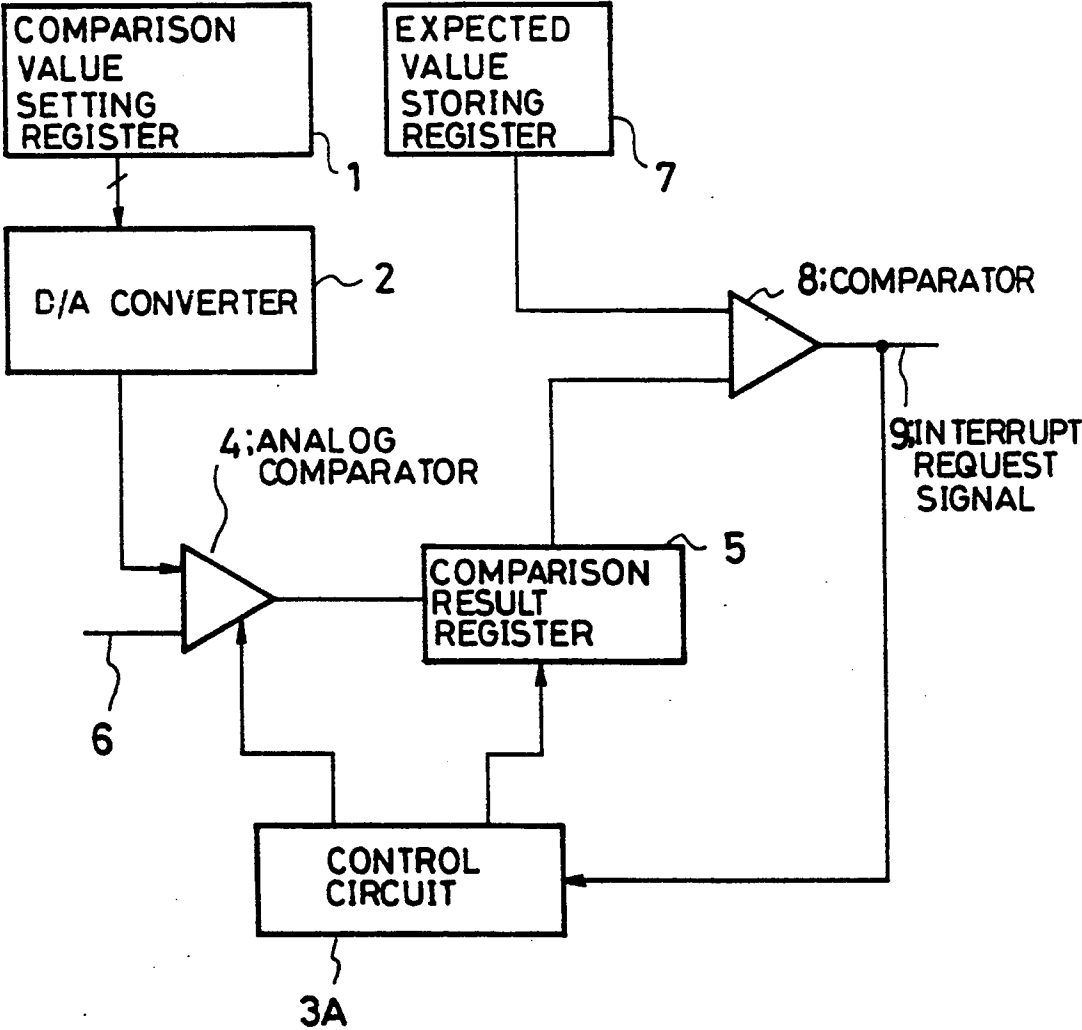 COMPARISON
VALUE
SETTING
REGISTER
1
EXPECTED
VALUE
STORING
REGISTER
7
D/A CONVERTER
2
8;COMPARATOR
9;INTERRUPT
REQUEST
SIGNAL
4;ANALOG
COMPARATOR
5
COMPARISON
RESULT
REGISTER
6
CONTROL
CIRCUIT
3A